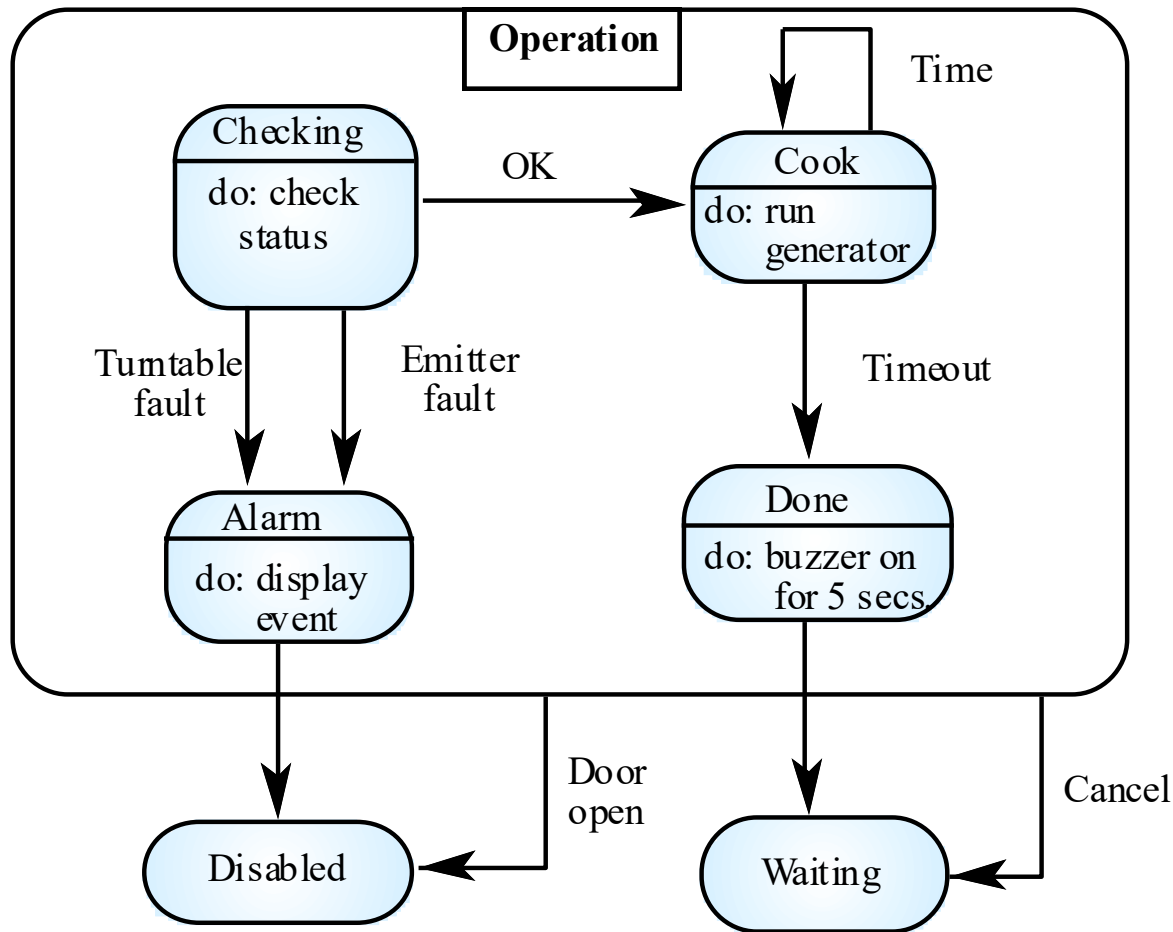 Operation
Time
Checking
do: check
status
OK
Cook
do: run
generator
Turntable
fault
Emitter
fault
Timeout
Alarm
do: display
event
Done
do: buzzer on
for 5 secs.
Door
open
Cancel
Disabled
Waiting